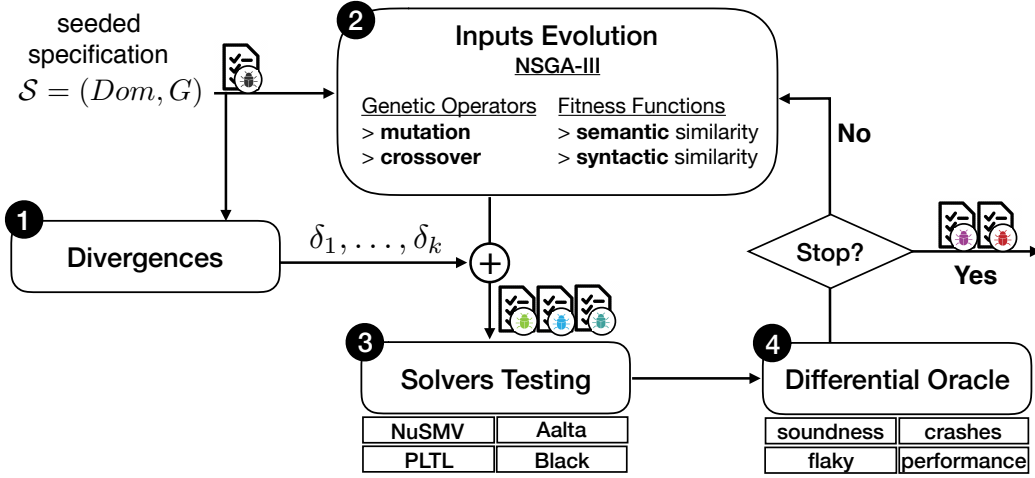 seeded
specification
S = (Dom, G)
2
Inputs Evolution
NSGA-III
Genetic Operators
> mutation
> crossover
Fitness Functions
> semantic similarity
> syntactic similarity
No
1
Divergences
δ₁, . . . , δₖ
+
Stop?
Yes
3
Solvers Testing
NuSMV
Aalta
PLTL
Black
4
Differential Oracle
soundness
crashes
flaky
performance